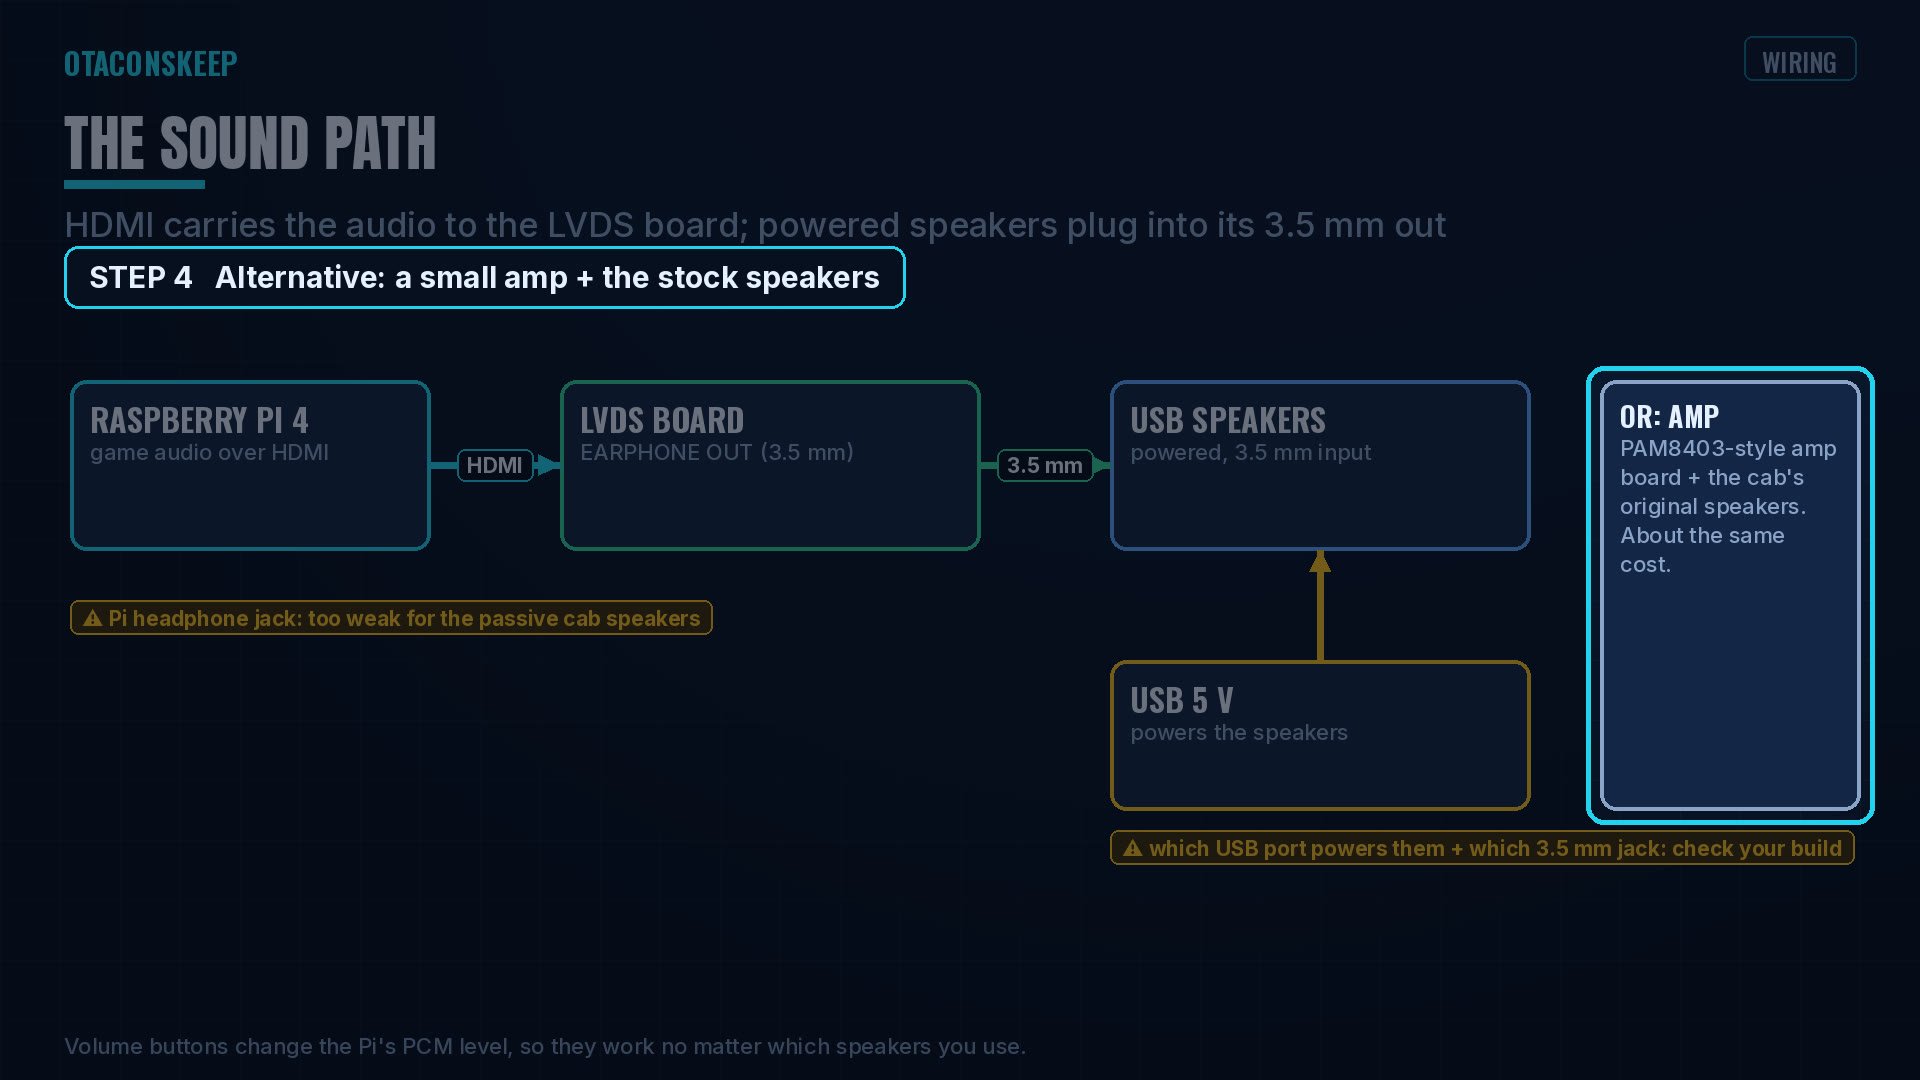 OTACONSKEEP
WIRING
THE SOUND PATH
HDMI carries the audio to the LVDS board; powered speakers plug into its 3.5 mm out
STEP 4 Alternative: a small amp + the stock speakers
RASPBERRY PI 4
game audio over HDMI
HDMI
LVDS BOARD
EARPHONE OUT (3.5 mm)
3.5 mm
USB SPEAKERS
powered, 3.5 mm input
OR: AMP
PAM8403-style amp
board + the cab's
original speakers.
About the same
cost.
⚠ Pi headphone jack: too weak for the passive cab speakers
USB 5 V
powers the speakers
⚠ which USB port powers them + which 3.5 mm jack: check your build
Volume buttons change the Pi's PCM level, so they work no matter which speakers you use.